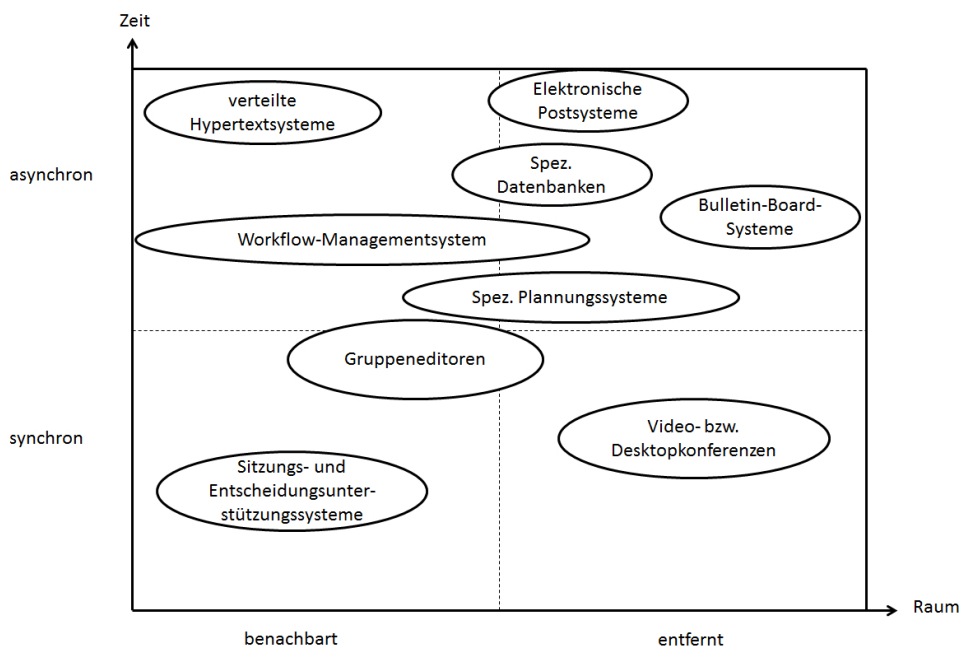 Zeit
verteilte
Hypertextsysteme
Elektronische
Postsysteme
asynchron
Spez.
Datenbanken
Bulletin-Board-
Systeme
Workflow-Managementsystem
Spez. Plannungssysteme
Gruppeneditoren
synchron
Video- bzw.
Desktopkonferenzen
Sitzungs- und
Entscheidungsunter-
stützungssysteme
Raum
benachbart
entfernt